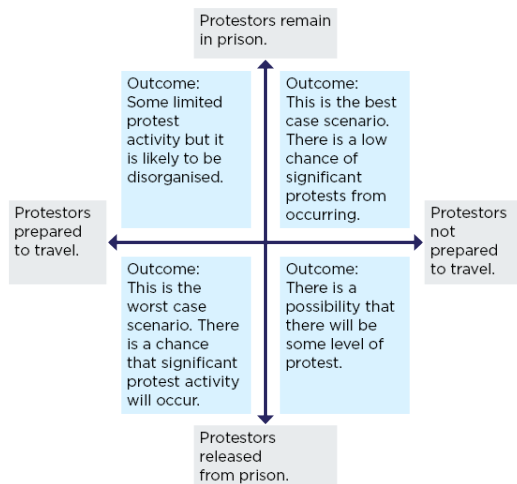 Protestors remain
in prison.
Outcome:
Some limited
protest
activity but it
is likely to be
disorganised.
Outcome:
This is the best
case scenario.
There is a low
chance of
significant
protests from
occurring.
Protestors
prepared
to travel.
Protestors
not
prepared
to travel.
Outcome:
This is the
worst case
scenario. There
is a chance
that significant
protest activity
will occur.
Outcome:
There is a
possibility that
there will be
some level of
protest.
Protestors
released
from prison.